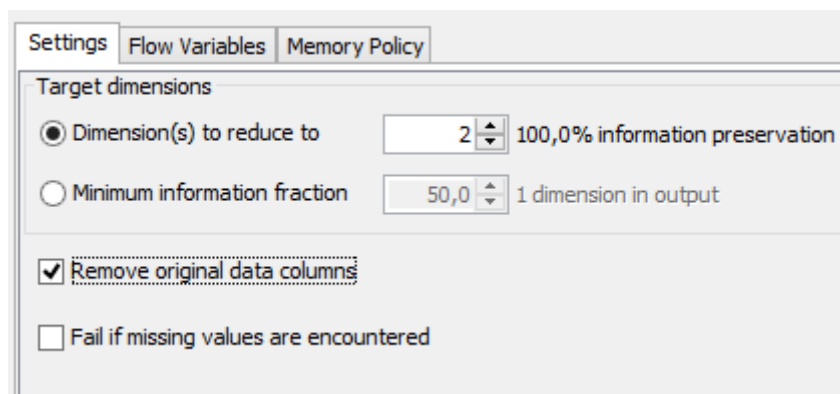 Settings Flow Variables Memory Policy
Target dimensions
Dimension(s) to reduce to 2 100,0% information preservation
Minimum information fraction 50,0 1 dimension in output
Remove original data columns
Fail if missing values are encountered